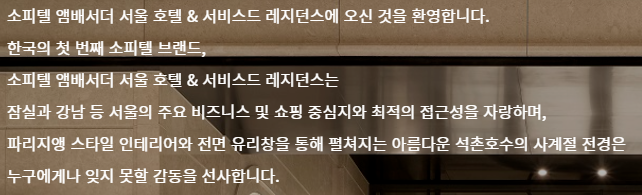 소피텔 앰배서더 서울 호텔 & 서비스드 레지던스에 오신 것을 환영합니다.
한국의 첫 번째 소피텔 브랜드,
소피텔 앰배서더 서울 호텔 & 서비스드 레지던스는
잠실과 강남 등 서울의 주요 비즈니스 및 쇼핑 중심지와 최적의 접근성을 자랑하며,
파리지앵 스타일 인테리어와 전면 유리창을 통해 펼쳐지는 아름다운 석촌호수의 사계절 전경은
누구에게나 잊지 못할 감동을 선사합니다.